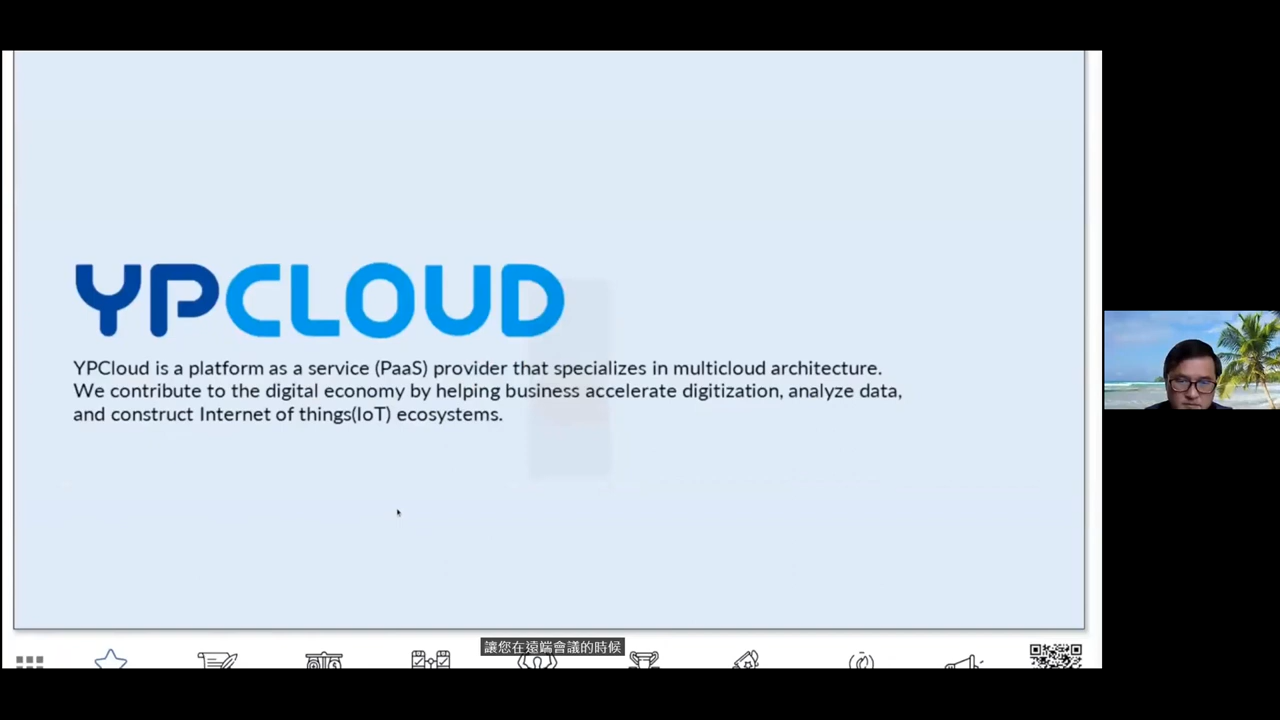 YPCLOUD
YPCloud is a platform as a service (PaaS) provider that specializes in multicloud architecture.
We contribute to the digital economy by helping business accelerate digitization, analyze data,
and construct Internet of things(IoT) ecosystems.
讓您在遠端會議的時候